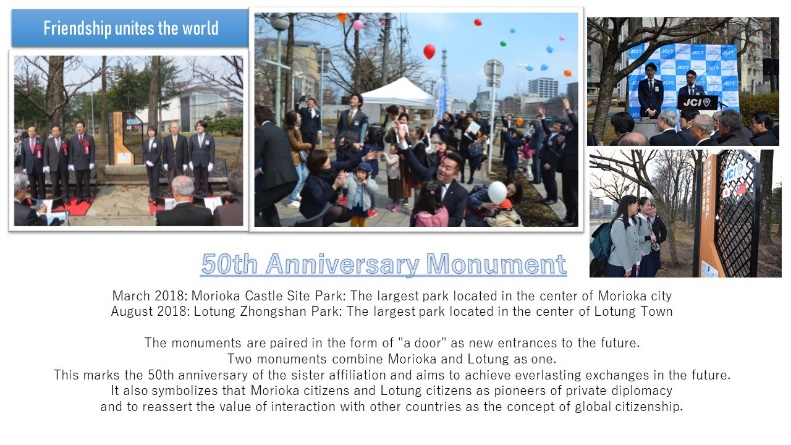 Friendship unites the world
JCI
JCI
50th Anniversary Monument
March 2018: Morioka Castle Site Park: The largest park located in the center of Morioka city
August 2018: Lotung Zhongshan Park: The largest park located in the center of Lotung Town
The monuments are paired in the form of "a door" as new entrances to the future.
Two monuments combine Morioka and Lotung as one.
This marks the 50th anniversary of the sister affiliation and aims to achieve everlasting exchanges in the future.
It also symbolizes that Morioka citizens and Lotung citizens as pioneers of private diplomacy
and to reassert the value of interaction with other countries as the concept of global citizenship.